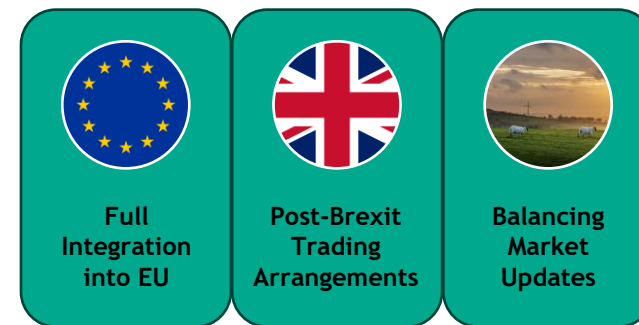 Full
Integration
into EU
Post-Brexit
Trading
Arrangements
Balancing
Market
Updates